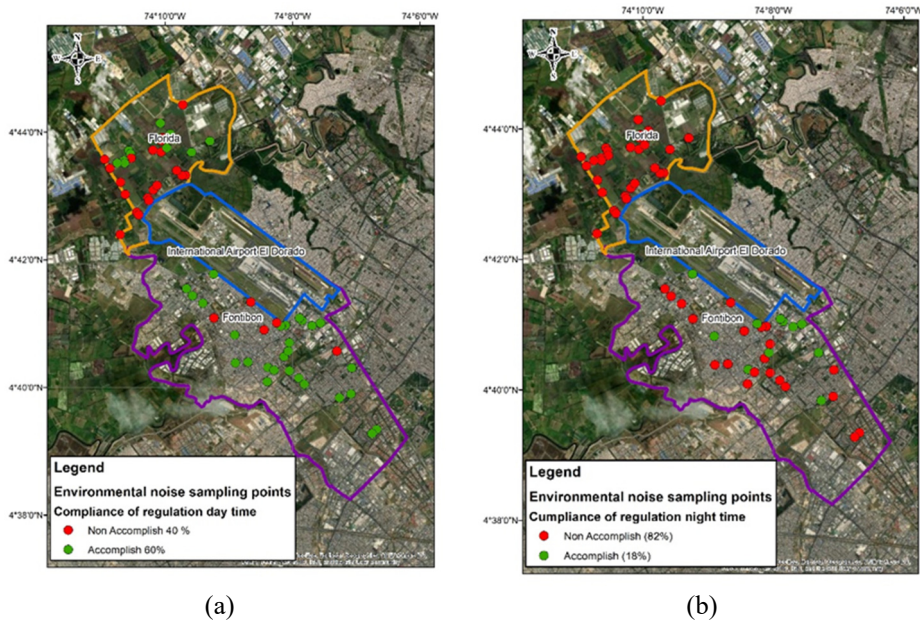 74°10'0"W 74°8'0"W 74°6'0"W
N
W E
S
4°44'0"N
Florida
4°42'0"N
International Airport El Dorado
Fontibon
4°40'0"N
4°38'0"N
Legend
Environmental noise sampling points
Compliance of regulation day time
Non Accomplish 40 %
Accomplish 60%
(a)
74°10'0"W 74°8'0"W 74°6'0"W
N
W E
S
4°44'0"N
Florida
4°42'0"N
International Airport El Dorado
Fontibon
4°40'0"N
4°38'0"N
Legend
Environmental noise sampling points
Cumpliance of regulation night time
Non Accomplish (82%)
Accomplish (18%)
(b)